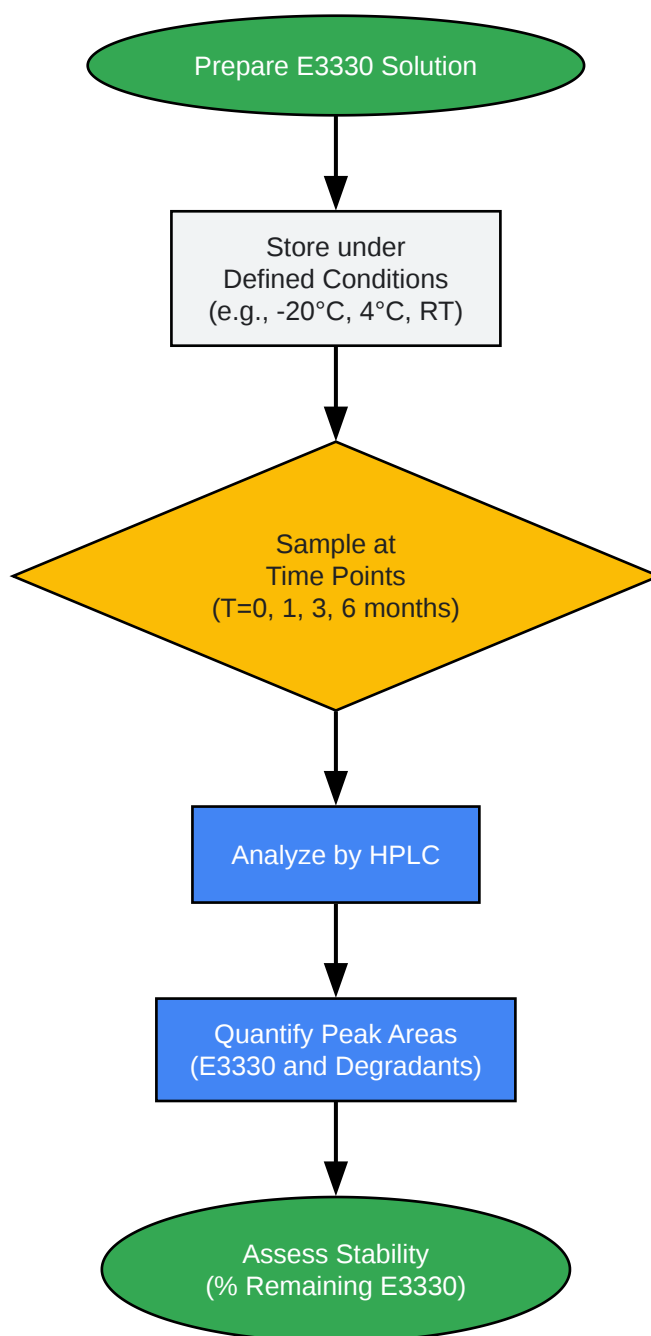 Prepare E3330 Solution
Store under
Defined Conditions
(e.g., -20°C, 4°C, RT)
Sample at
Time Points
(T=0, 1, 3, 6 months)
Analyze by HPLC
Quantify Peak Areas
(E3330 and Degradants)
Assess Stability
(% Remaining E3330)